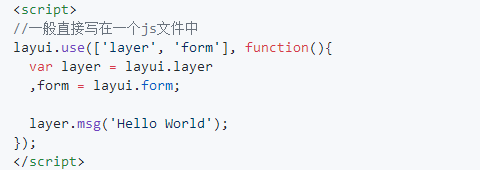 <script>
//一般直接写在一个js文件中
layui.use(['layer', 'form'], function(){
  var layer = layui.layer
  ,form = layui.form;
  layer.msg('Hello World');
});
</script>